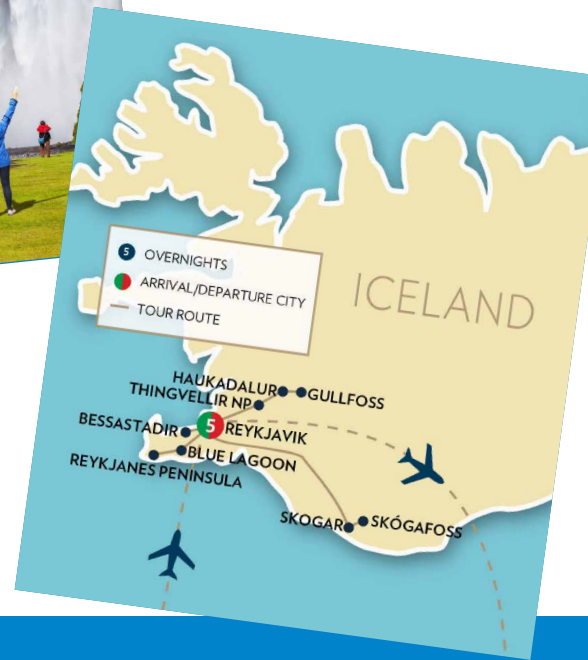 5 OVERNIGHTS
ARRIVAL/DEPARTURE CITY
TOUR ROUTE
ICELAND
HAUKADALUR
GULLFOSS
THINGVELLIR NP
BESSASTADIR
5
REYKJAVIK
BLUE LAGOON
REYKJANES PENINSULA
SKOGAR
SKÓGAFOSS